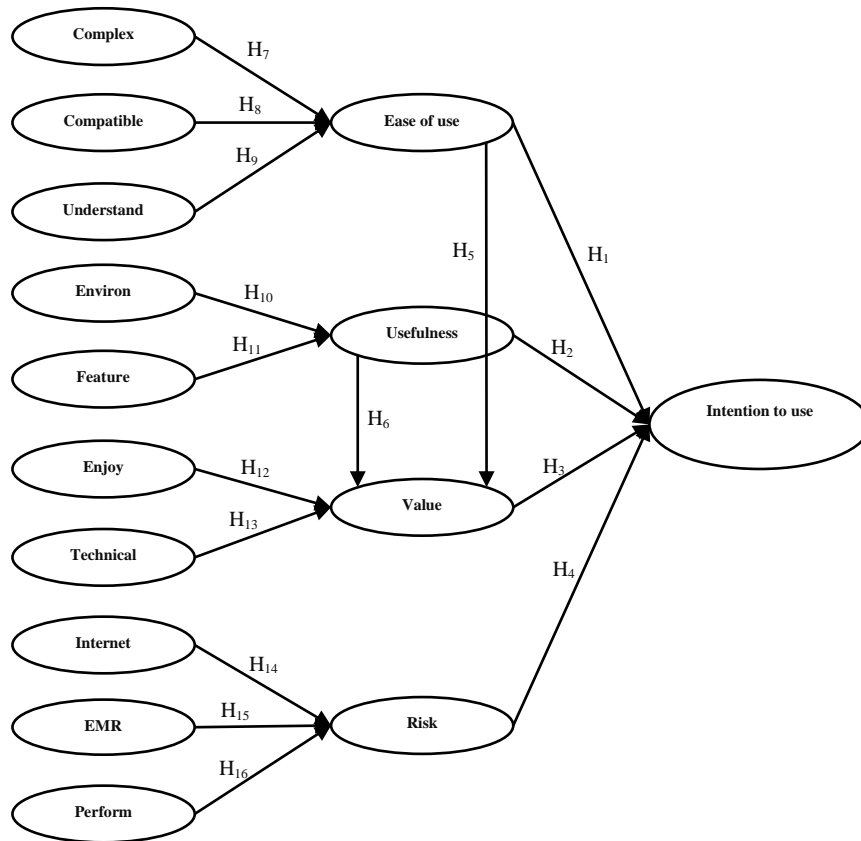 Complex
H7
Compatible
H8
Ease of use
H9
Understand
H5
H1
Environ
H10
Usefulness
H2
H11
Feature
Intention to use
H6
Enjoy
H12
H3
Value
H13
Technical
H4
Internet
H14
EMR
H15
Risk
H16
Perform